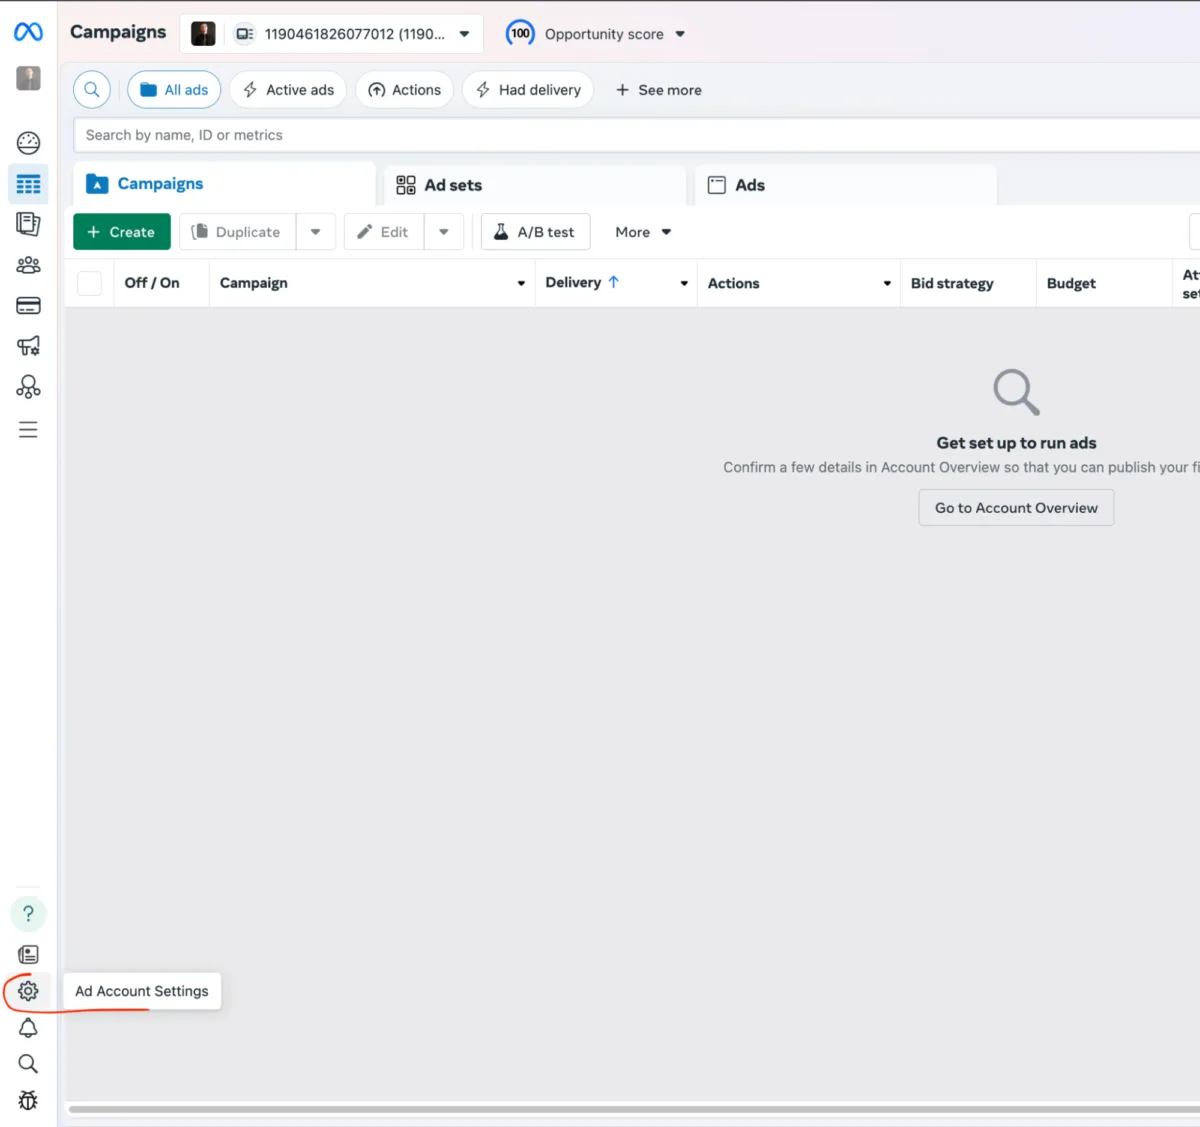 Campaigns
1190461826077012 (1190...
100
Opportunity score
All ads
Active ads
Actions
Had delivery
+ See more
Search by name, ID or metrics
Campaigns
Ad sets
Ads
+ Create
Duplicate
Edit
A/B test
More
Off / On
Campaign
Delivery ↑
Actions
Bid strategy
Budget
Get set up to run ads
Confirm a few details in Account Overview so that you can publish your
Go to Account Overview
?
Ad Account Settings